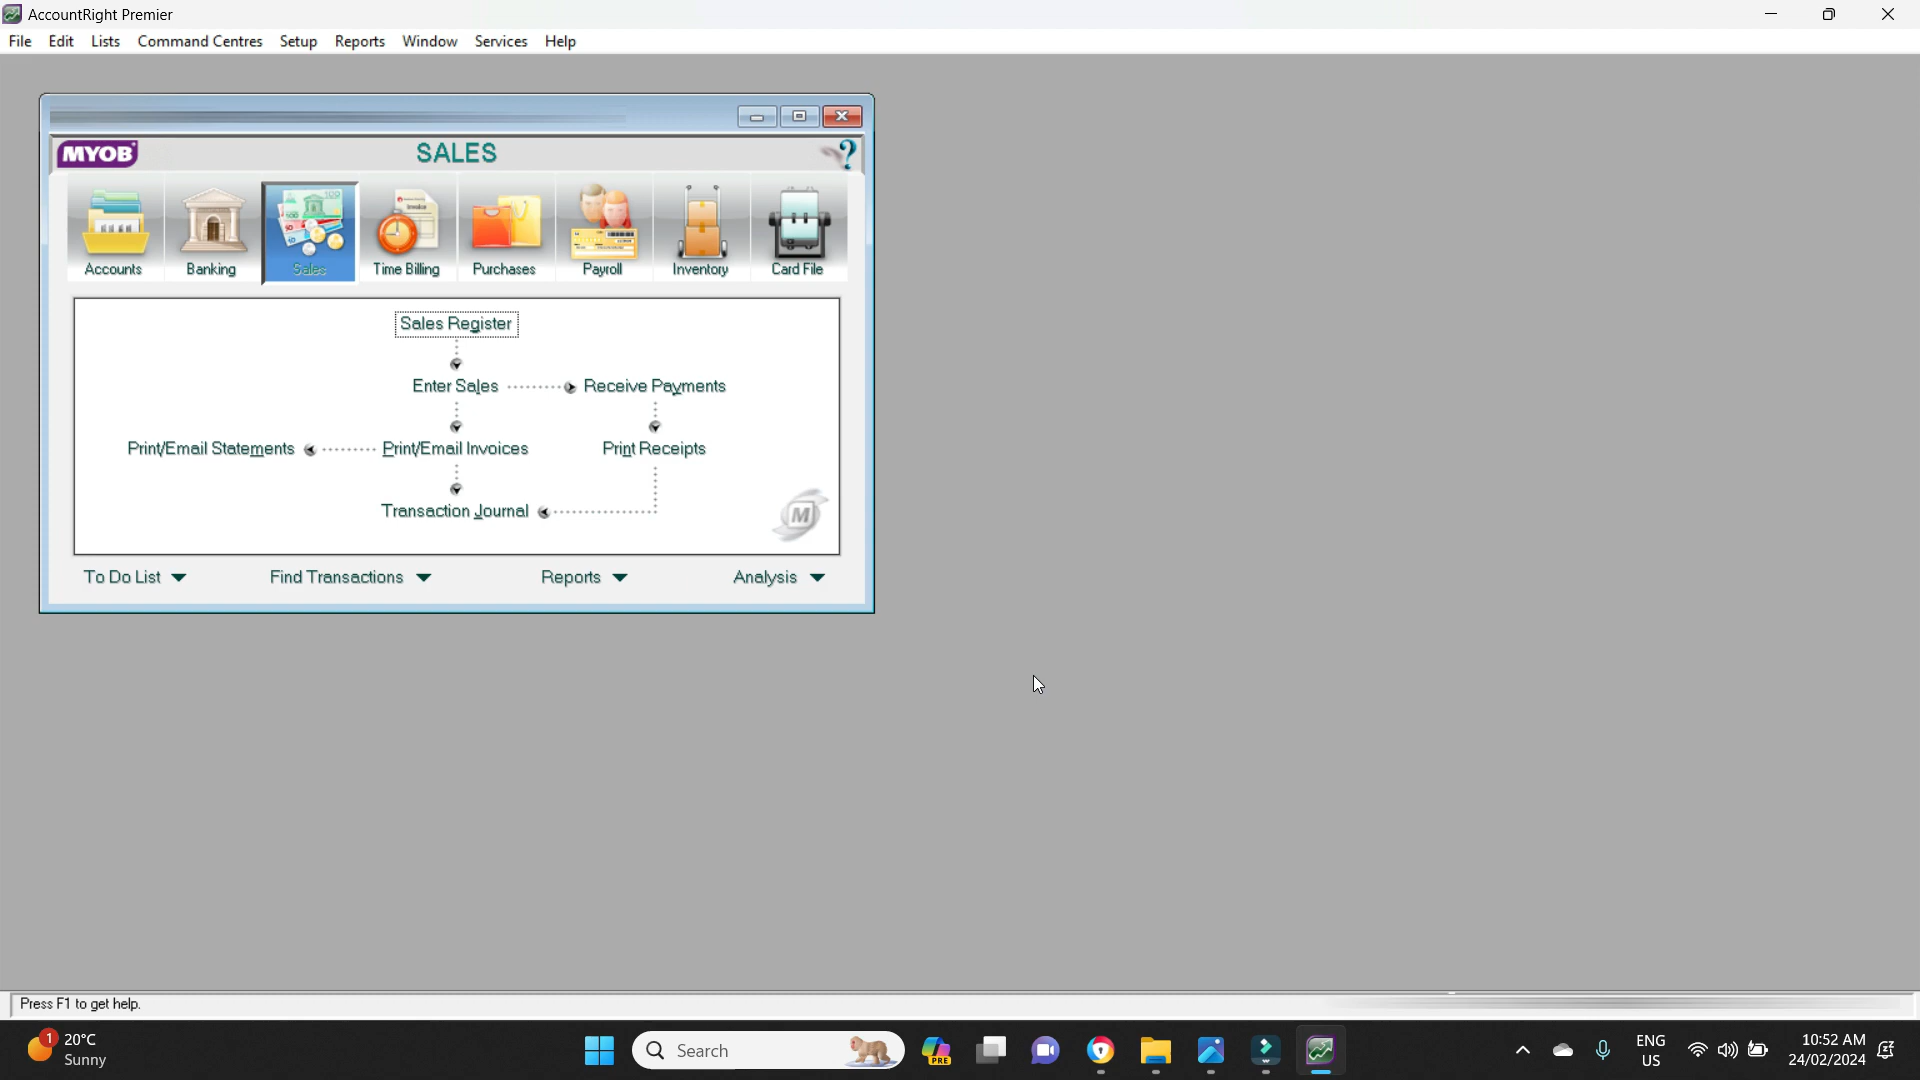 AccountRight Premier
File Edit Lists Command Centres Setup Reports Window Services Help
MYOB SALES ?
Accounts Banking Sales Time Billing Purchases Payroll Inventory Card File
Sales Register
Enter Sales Receive Payments
Print/Email Statements Print/Email Invoices Print Receipts
Transaction Journal
M
To Do List Find Transactions Reports Analysis
Press F1 to get help.
1 20°C
Sunny
Search
PRE
ENG
US
10:52 AM
24/02/2024